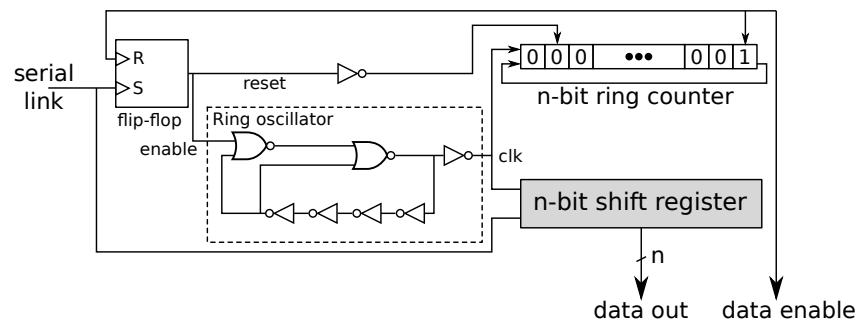 R
S
serial
link
flip-flop
reset
enable
Ring oscillator
clk
0 0 0 ••• 0 0 1
n-bit ring counter
n-bit shift register
n
data out
data enable